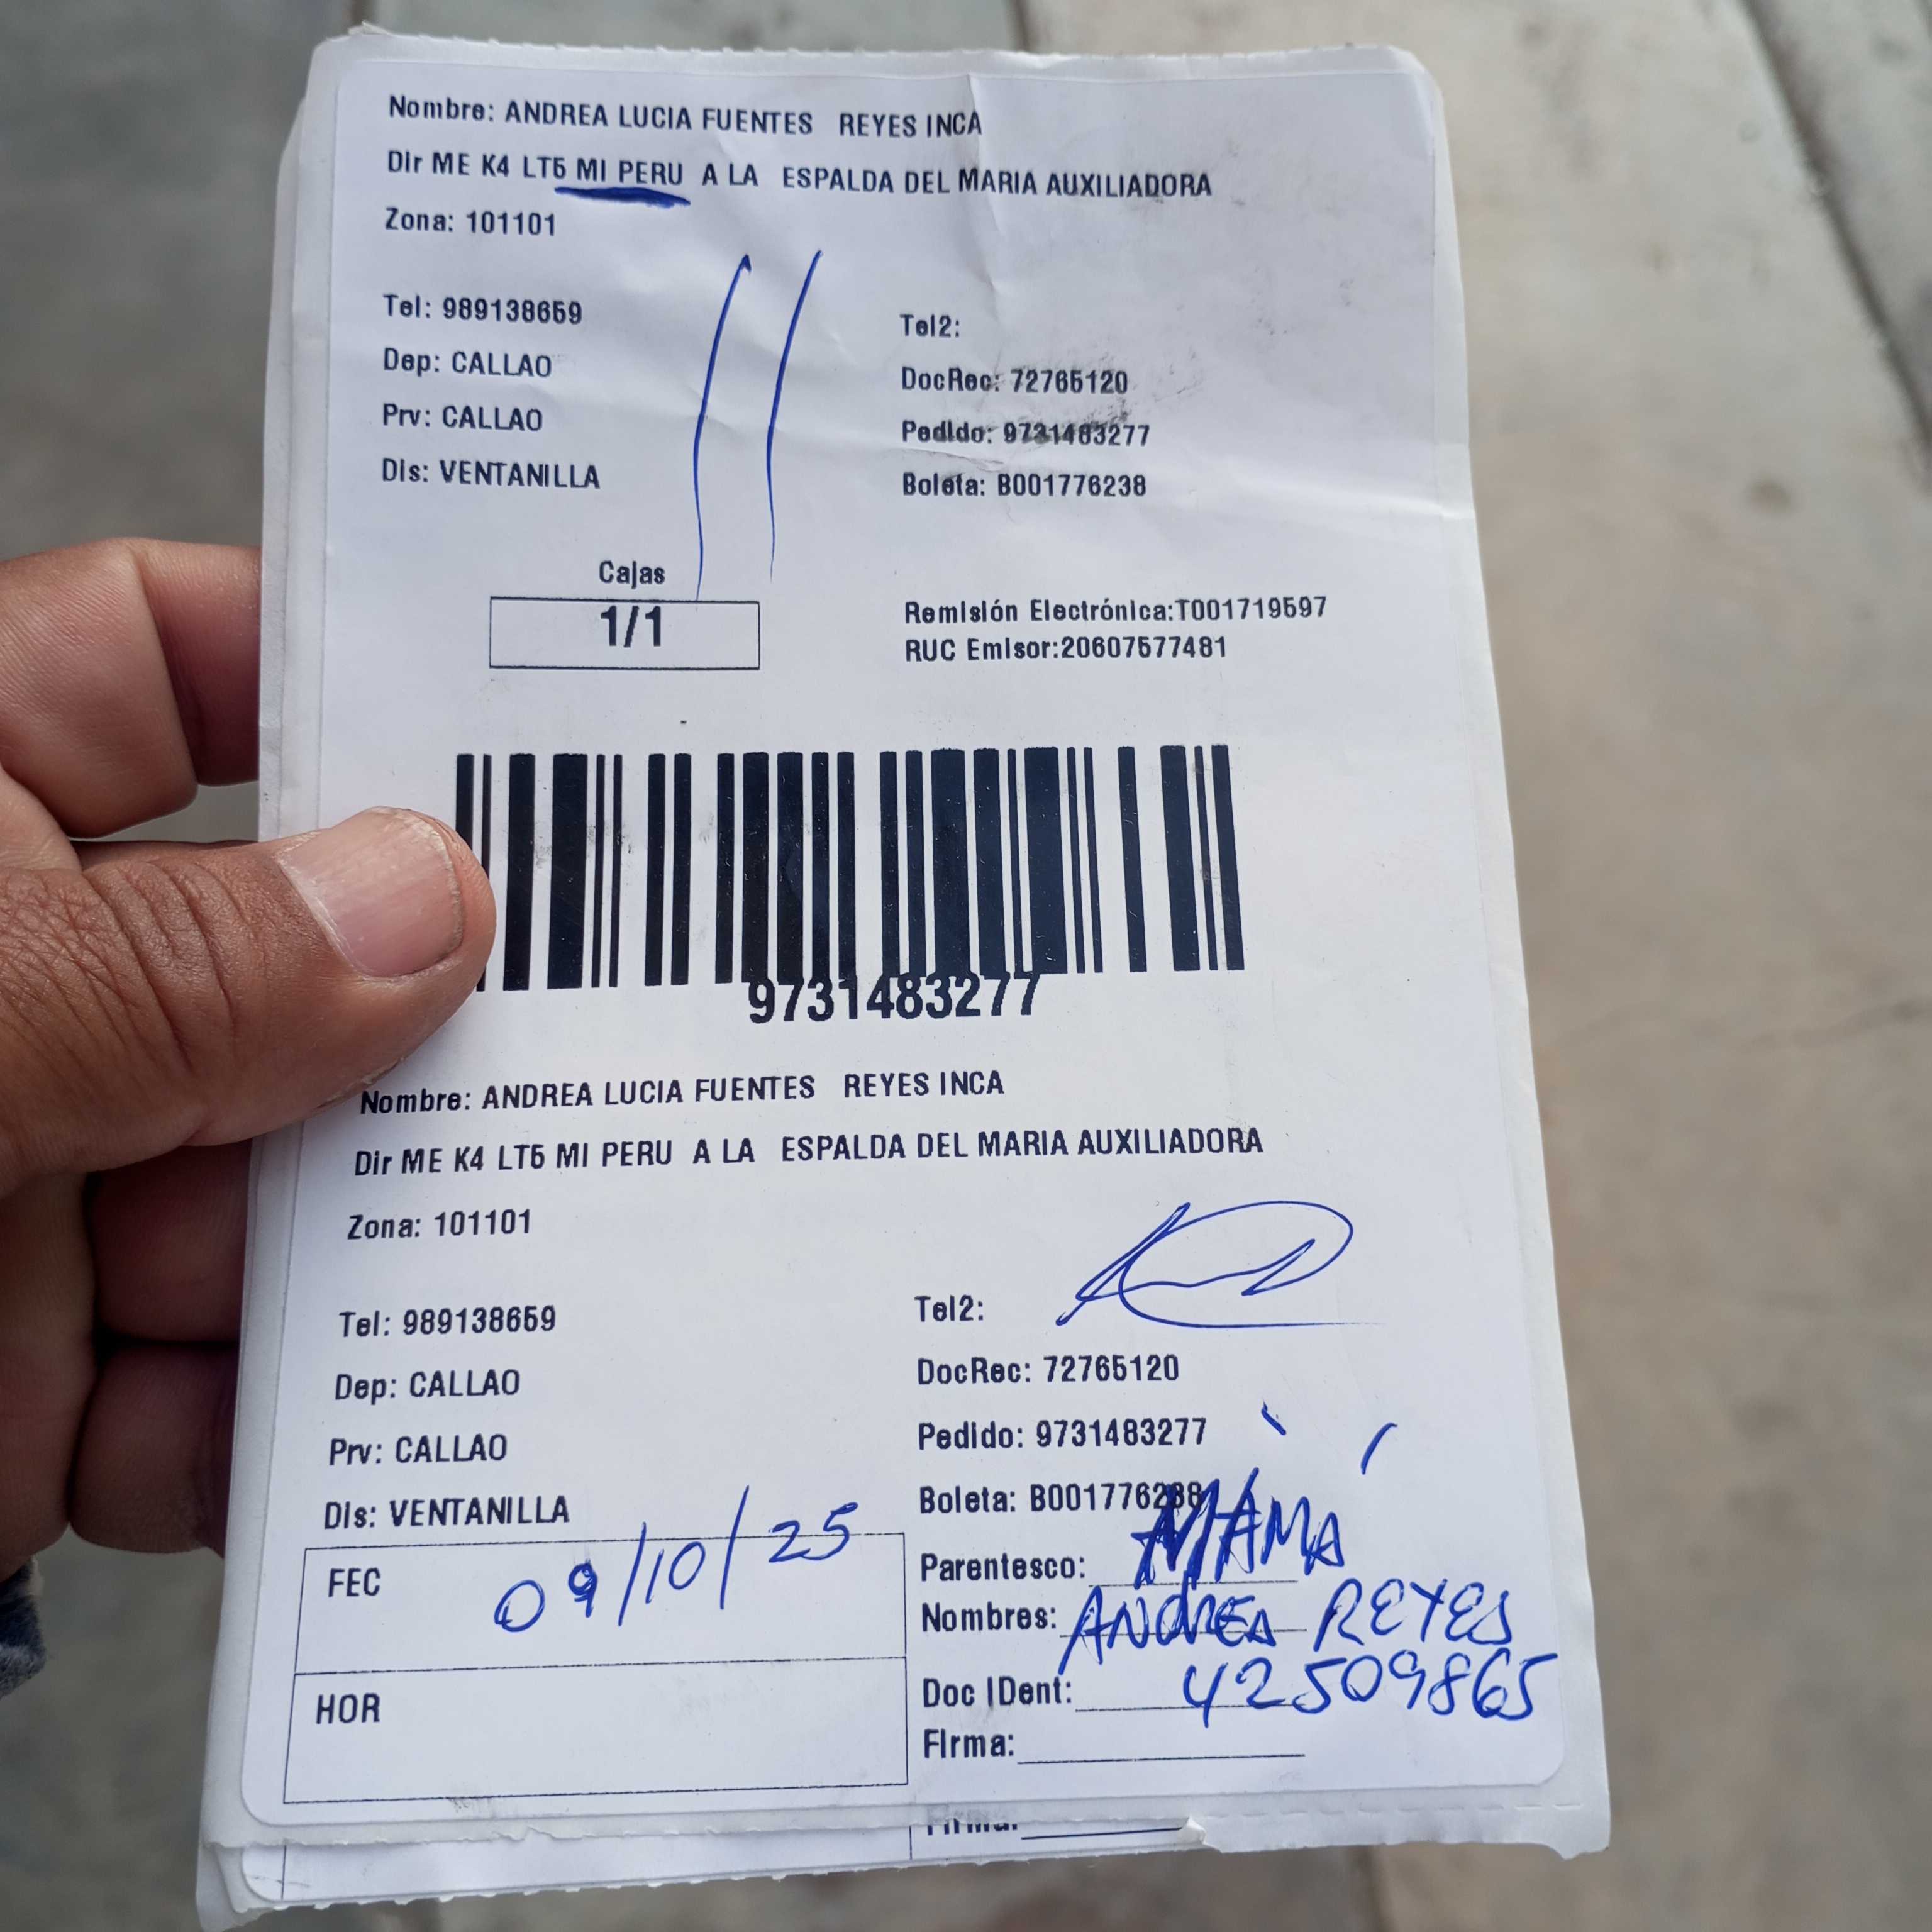 Nombre: ANDREA LUCIA FUENTES REYES INCA
Dir ME K4 LT5 MI PERU A LA ESPALDA DEL MARIA AUXILIADORA
Zona: 101101
Tel: 989138659
Tel2:
Dep: CALLAO
DocRec: 72765120
Prv: CALLAO
Pedido: 9731483277
Dis: VENTANILLA
Boleta: B001776238
Cajas
1/1
Remisión Electrónica:T001719597
RUC Emisor:20607577481
9731483277
Nombre: ANDREA LUCIA FUENTES REYES INCA
Dir ME K4 LT5 MI PERU A LA ESPALDA DEL MARIA AUXILIADORA
Zona: 101101
Tel: 989138659
Tel2:
Dep: CALLAO
DocRec: 72765120
Prv: CALLAO
Pedido: 9731483277
Dis: VENTANILLA
Boleta: B001776238
FEC 09/10/25
Parentesco: MAMA
Nombres: ANdREA REYES
HOR
Doc IDent: 42509865
Firma:
Firma: